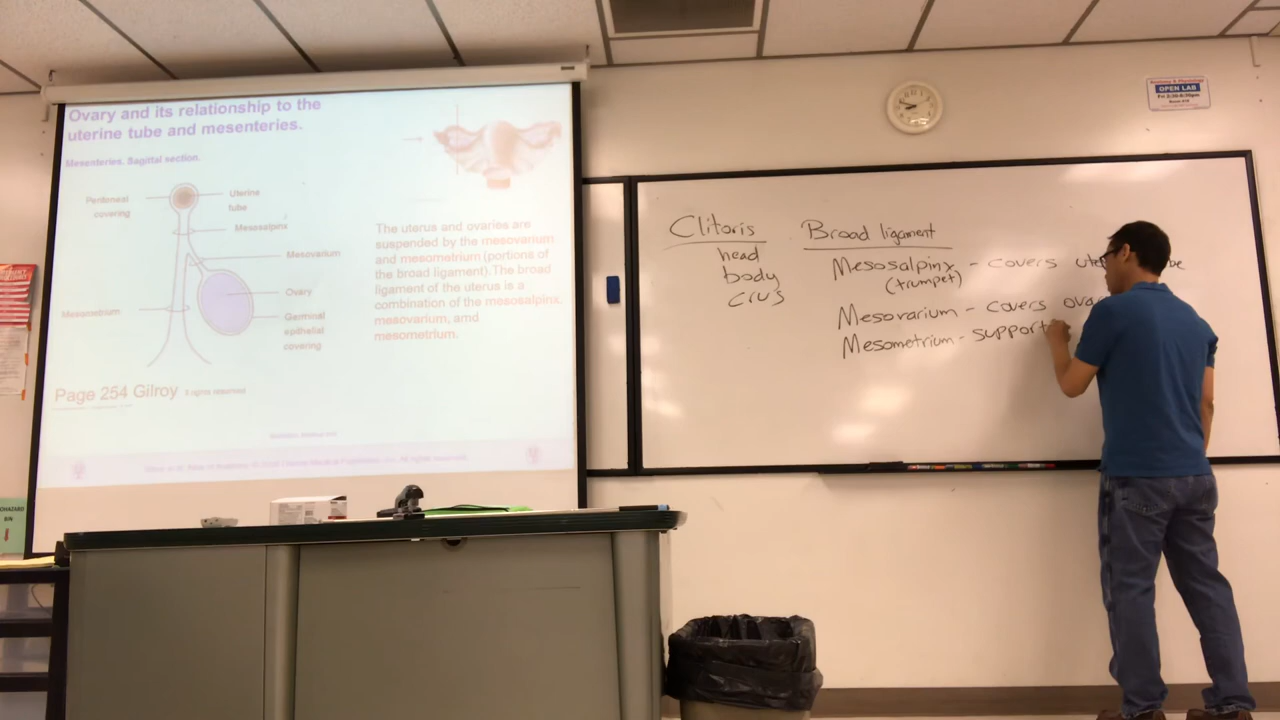 Ovary and its relationship to the
uterine tube and mesenteries.
Mesenteries. Sagittal section.
Peritoneal
covering
Uterine
tube
Mesosalpinx
Mesovarium
Ovary
Mesometrium
Germinal
epithelial
covering
The uterus and ovaries are
suspended by the mesovarium
and mesometrium (portions of
the broad ligament). The broad
ligament of the uterus is a
combination of the mesosalpinx,
mesovarium, amd
mesometrium.
Page 254 Gilroy
Clitoris
head
body
crus
Broad ligament
Mesosalpinx - covers
(trumpet)
Mesovarium - covers
Mesometrium - support
OPEN LAB